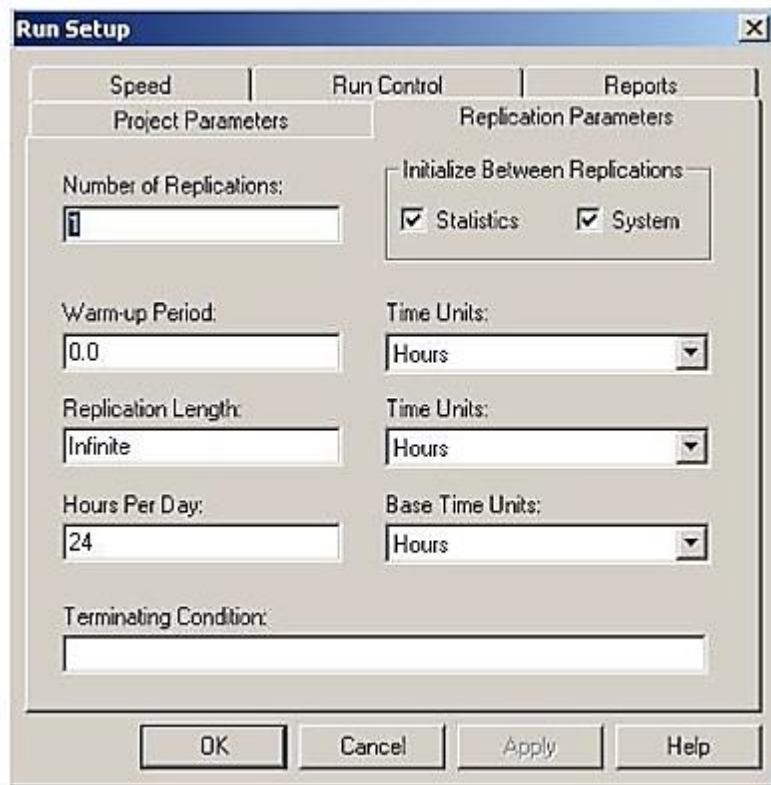 Run Setup
Speed Run Control Reports
Project Parameters Replication Parameters
Number of Replications:
1
Initialize Between Replications
Statistics System
Warm-up Period: Time Units:
0.0 Hours
Replication Length: Time Units:
Infinite Hours
Hours Per Day: Base Time Units:
24 Hours
Terminating Condition:
OK Cancel Apply Help